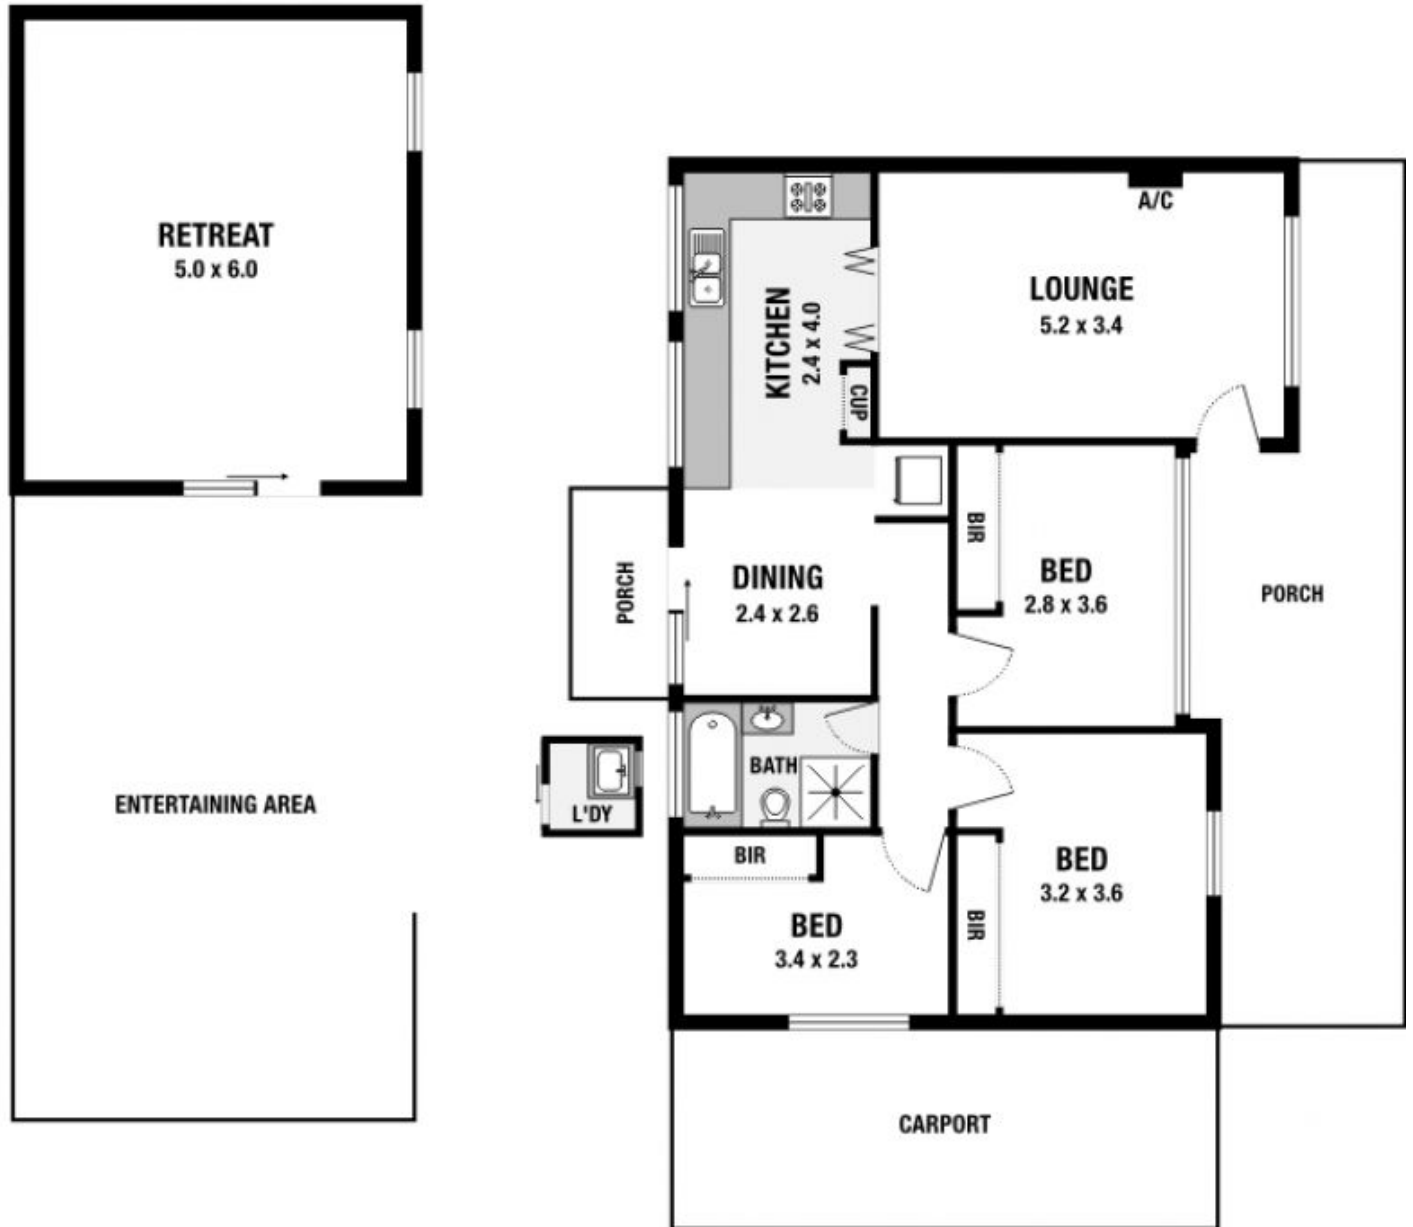 RETREAT
5.0 x 6.0
A/C
LOUNGE
5.2 x 3.4
KITCHEN
2.4 x 4.0
CUP
BIR
BED
2.8 x 3.6
PORCH
PORCH
DINING
2.4 x 2.6
BATH
L'DY
ENTERTAINING AREA
BIR
BED
3.4 x 2.3
BIR
BED
3.2 x 3.6
CARPORT